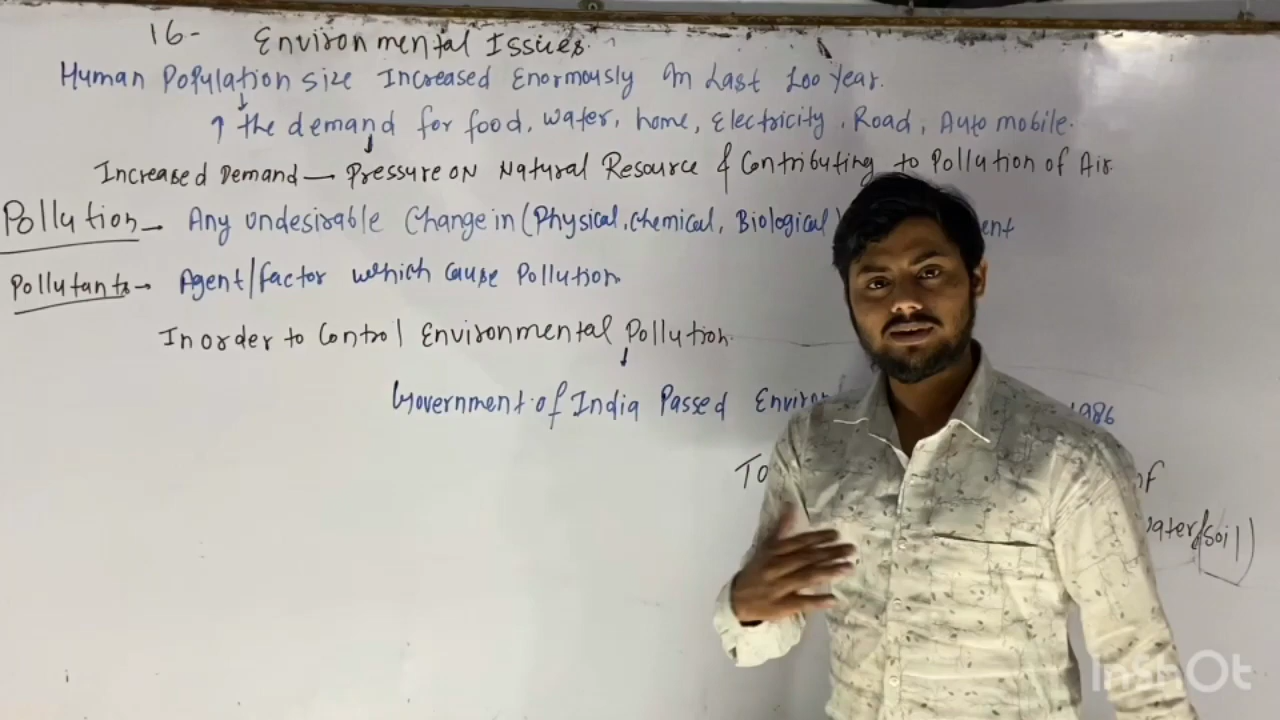 16- Environmental Issues.
Human Population size Increased Enormously In Last 100 Year.
↓
↑ the demand for food, water, home, Electricity, Road, Automobile.
↓
Increased Demand — Pressure on Natural Resource & Contributing to Pollution of Air.
Pollution - Any undesirable Change in (Physical, Chemical, Biological)
Pollutants - Agent/factor which cause Pollution.
In order to Control Environmental Pollution.
↓
Government of India Passed 1986
To of
water/soil)
InShOt